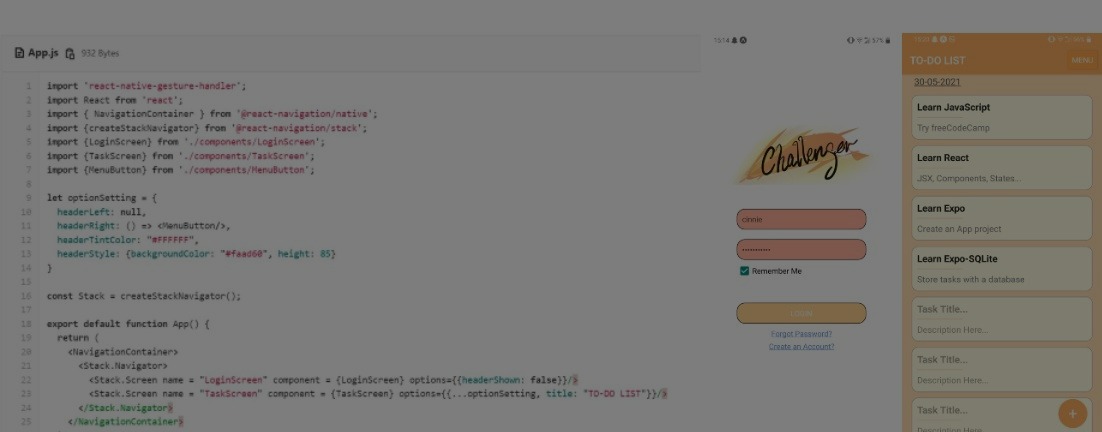 App.js 932 Bytes
1 import 'react-native-gesture-handler';
2 import React from 'react';
3 import { NavigationContainer } from '@react-navigation/native';
4 import {createStackNavigator} from '@react-navigation/stack';
5 import {LoginScreen} from './components/LoginScreen';
6 import {TaskScreen} from './components/TaskScreen';
7 import {MenuButton} from './components/MenuButton';
8
9 let optionSetting = {
10 headerLeft: null,
11 headerRight: () => <MenuButton/>,
12 headerTintColor: "#FFFFFF",
13 headerStyle: {backgroundColor: "#faad60", height: 85}
14 }
15
16 const Stack = createStackNavigator();
17
18 export default function App() {
19 return (
20 <NavigationContainer>
21 <Stack.Navigator>
22 <Stack.Screen name = "LoginScreen" component = {LoginScreen} options={{headerShown: false}}/>
23 <Stack.Screen name = "TaskScreen" component = {TaskScreen} options={{...optionSetting, title: "TO-DO LIST"}}/>
24 </Stack.Navigator>
25 </NavigationContainer>
15:14 57%
Challenger
cinnie
Remember Me
LOGIN
Forgot Password?
Create an Account?
TO-DO LIST MENU
30-05-2021
Learn JavaScript
Try freeCodeCamp
Learn React
JSX, Components, States...
Learn Expo
Create an App project
Learn Expo-SQLite
Store tasks with a database
Task Title...
Description Here...
Task Title...
Description Here...
Task Title...
Description Here...
+